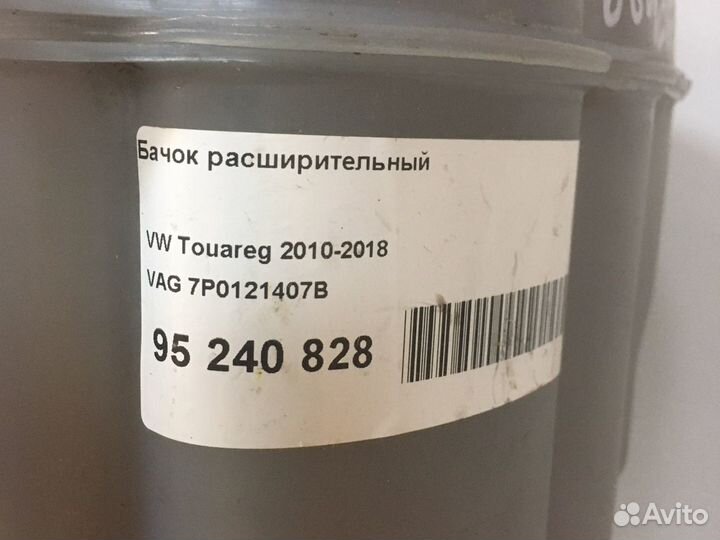 Бачок расширительный
VW Touareg 2010-2018
VAG 7P0121407B
95 240 828
Avito